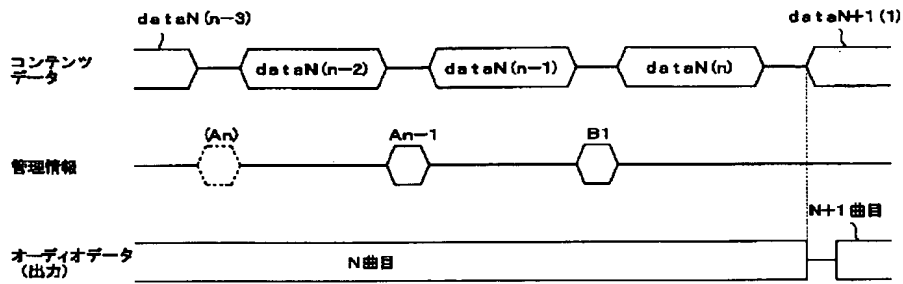 dataN(n-3)
dataN+1(1)
コンテンツ
データ
dataN(n-2)
dataN(n-1)
dataN(n)
(An)
An-1
B1
管理情報
N+1曲目
オーディオデータ
(出力)
N曲目